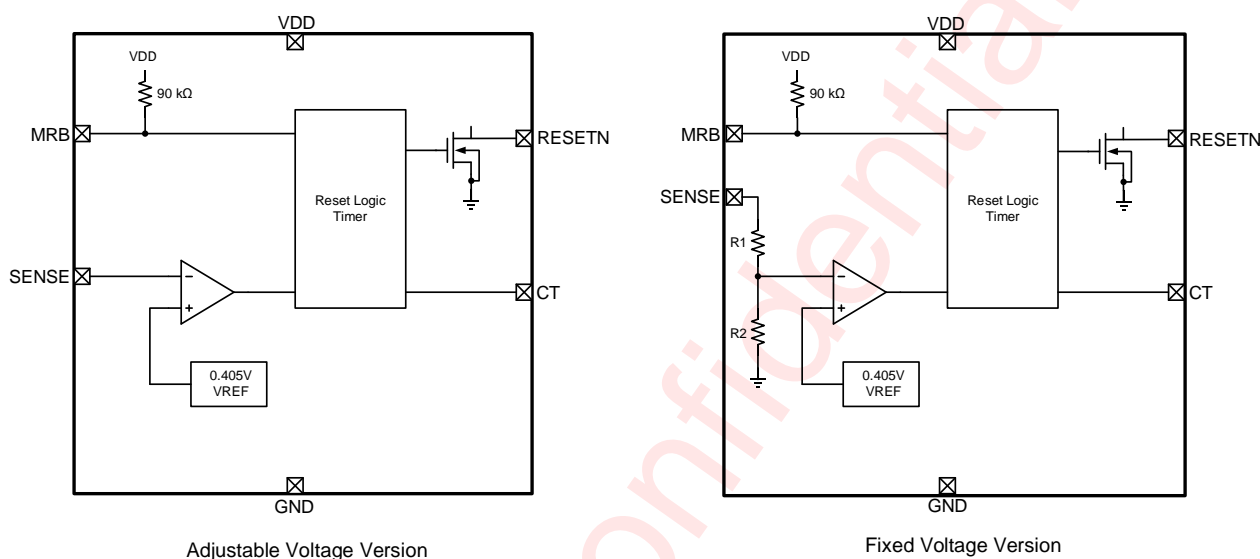 VDD
VDD
90 kΩ
MRB
RESETN
Reset Logic
Timer
SENSE
−
+
CT
0.405V
VREF
GND
Adjustable Voltage Version
VDD
VDD
90 kΩ
MRB
RESETN
SENSE
R1
Reset Logic
Timer
−
+
CT
R2
0.405V
VREF
GND
Fixed Voltage Version
onfidential